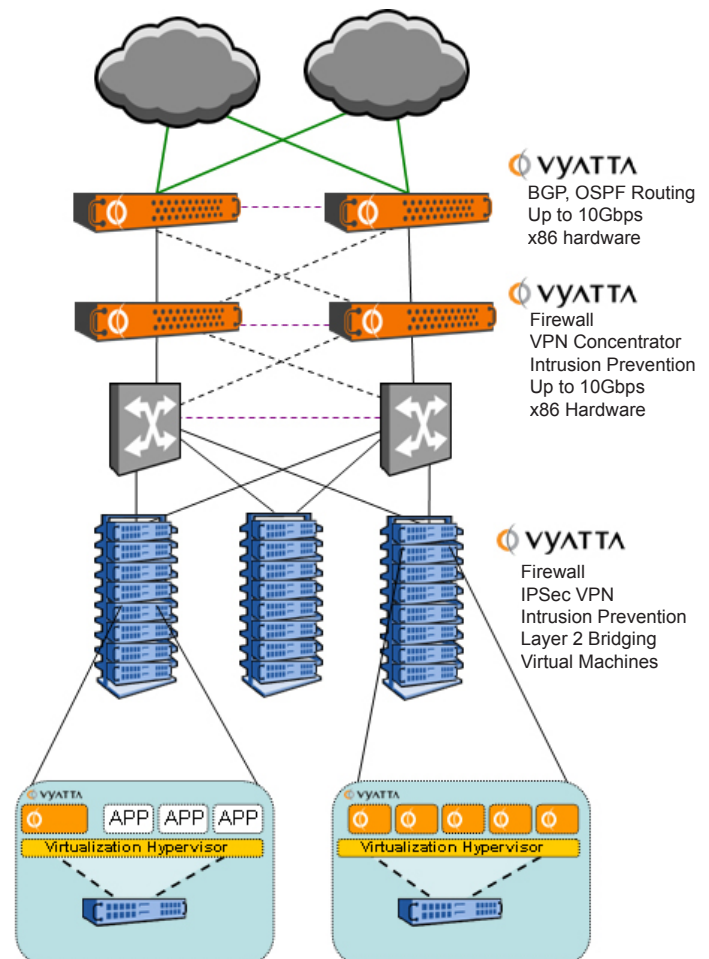 VYATTA
BGP, OSPF Routing
Up to 10Gbps
x86 hardware
VYATTA
Firewall
VPN Concentrator
Intrusion Prevention
Up to 10Gbps
x86 Hardware
VYATTA
Firewall
IPSec VPN
Intrusion Prevention
Layer 2 Bridging
Virtual Machines
VYATTA
APP APP APP
Virtualization Hypervisor
VYATTA
Virtualization Hypervisor